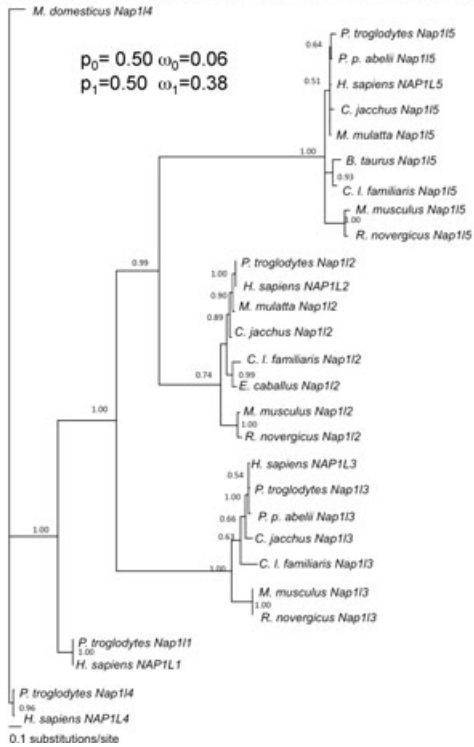 M. domesticus Nap1l4
p0= 0.50 ω0=0.06
p1=0.50 ω1=0.38
P. troglodytes Nap1l5
0.64
P. p. abelii Nap1l5
0.51
H. sapiens NAP1L5
C. jacchus Nap1l5
M. mulatta Nap1l5
1.00
B. taurus Nap1l5
0.93
C. l. familiaris Nap1l5
M. musculus Nap1l5
1.00
R. novergicus Nap1l5
0.99
P. troglodytes Nap1l2
1.00
H. sapiens NAP1L2
0.90
M. mulatta Nap1l2
0.89
C. jacchus Nap1l2
C. l. familiaris Nap1l2
0.74
0.99
E. caballus Nap1l2
M. musculus Nap1l2
1.00
R. novergicus Nap1l2
1.00
H. sapiens NAP1L3
0.54
P. troglodytes Nap1l3
1.00
P. p. abelii Nap1l3
0.66
C. jacchus Nap1l3
0.63
C. l. familiaris Nap1l3
1.00
M. musculus Nap1l3
1.00
R. novergicus Nap1l3
1.00
P. troglodytes Nap1l1
1.00
H. sapiens NAP1L1
P. troglodytes Nap1l4
0.96
H. sapiens NAP1L4
0.1 substitutions/site